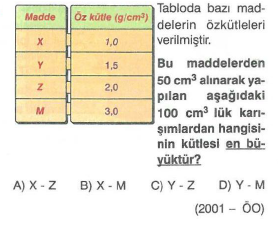 Madde Öz kütle (g/cm³)
X 1,0
Y 1,5
Z 2,0
M 3,0
Tabloda bazı mad-
delerin özkütleleri
verilmiştir.
Bu maddelerden
50 cm³ alınarak ya-
pılan aşağıdaki
100 cm³ lük karı-
şımlardan hangisi-
nin kütlesi en bü-
yüktür?
A) X - Z B) X - M C) Y - Z D) Y - M
(2001 – ÖO)